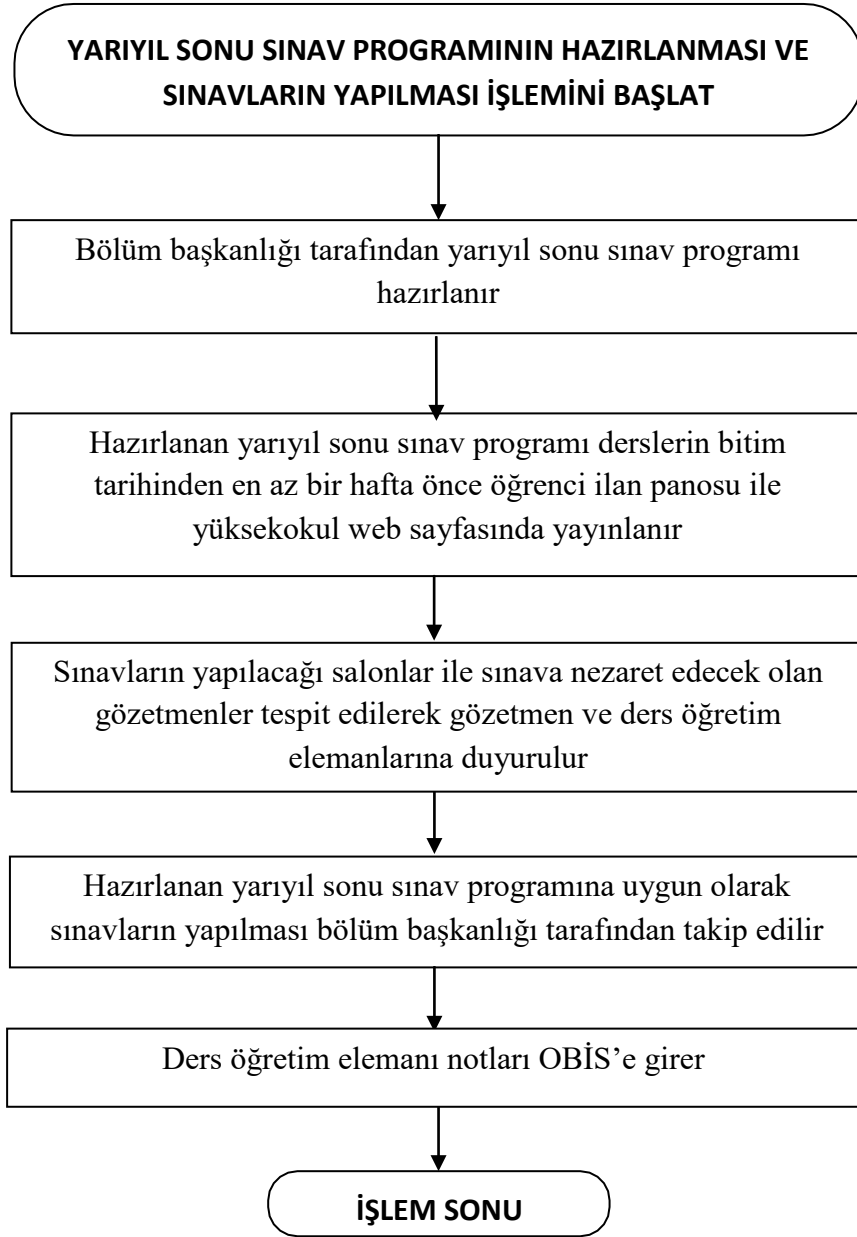 YARIYIL SONU SINAV PROGRAMININ HAZIRLANMASI VE
SINAVLARIN YAPILMASI İŞLEMİNİ BAŞLAT
Bölüm başkanlığı tarafından yarıyıl sonu sınav programı
hazırlanır
Hazırlanan yarıyıl sonu sınav programı derslerin bitim
tarihinden en az bir hafta önce öğrenci ilan panosu ile
yüksekokul web sayfasında yayınlanır
Sınavların yapılacağı salonlar ile sınava nezaret edecek olan
gözetmenler tespit edilerek gözetmen ve ders öğretim
elemanlarına duyurulur
Hazırlanan yarıyıl sonu sınav programına uygun olarak
sınavların yapılması bölüm başkanlığı tarafından takip edilir
Ders öğretim elemanı notları OBİS’e girer
İŞLEM SONU